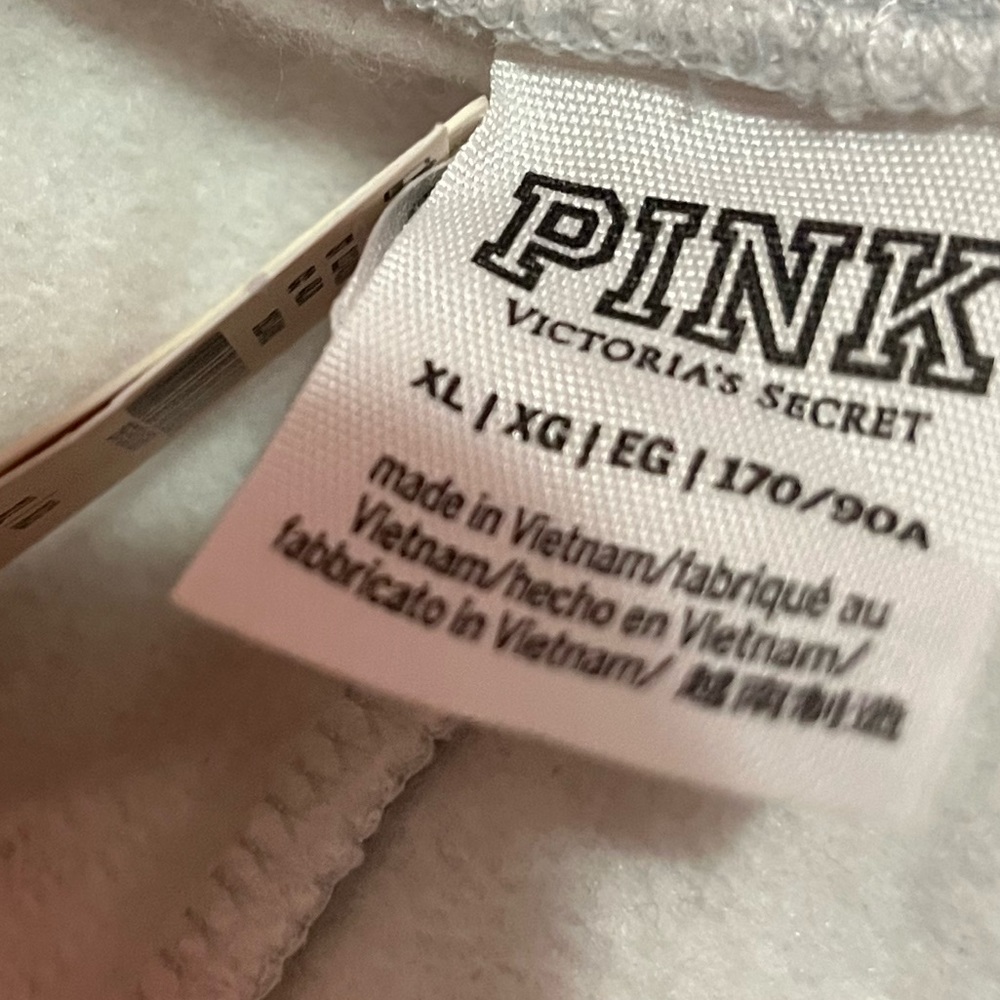 PINK
VICTORIA'S SECRET
XL | XG | EG | 170/90A
made in Vietnam/fabriqué au
Vietnam/hecho en Vietnam/
fabbricato in Vietnam/ 越南制造